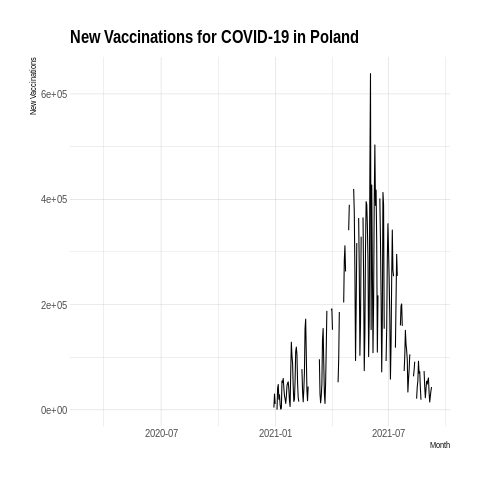 New Vaccinations for COVID-19 in Poland
New Vaccinations
6e+05
4e+05
2e+05
0e+00
2020-07
2021-01
2021-07
Month